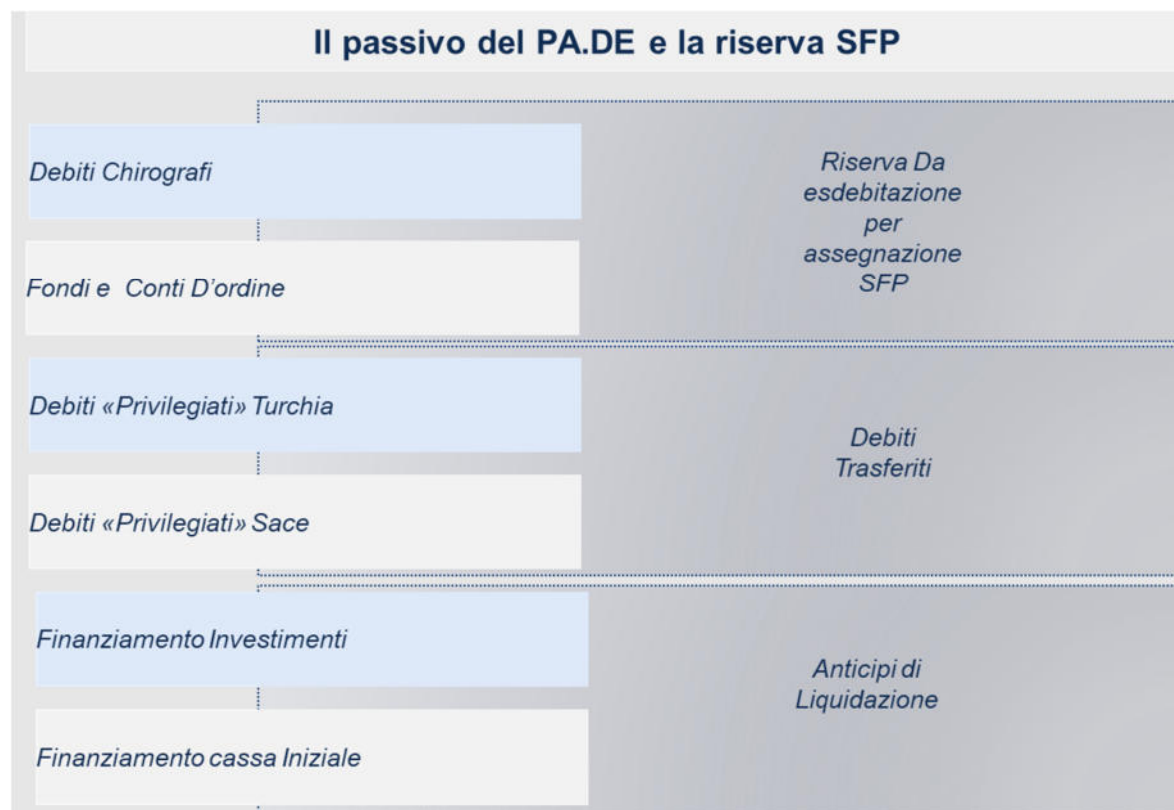 Il passivo del PA.DE e la riserva SFP
Debiti Chirografi
Fondi e Conti D'ordine
Riserva Da
esdebitazione
per
assegnazione
SFP
Debiti «Privilegiati» Turchia
Debiti «Privilegiati» Sace
Debiti
Trasferiti
Finanziamento Investimenti
Finanziamento cassa Iniziale
Anticipi di
Liquidazione